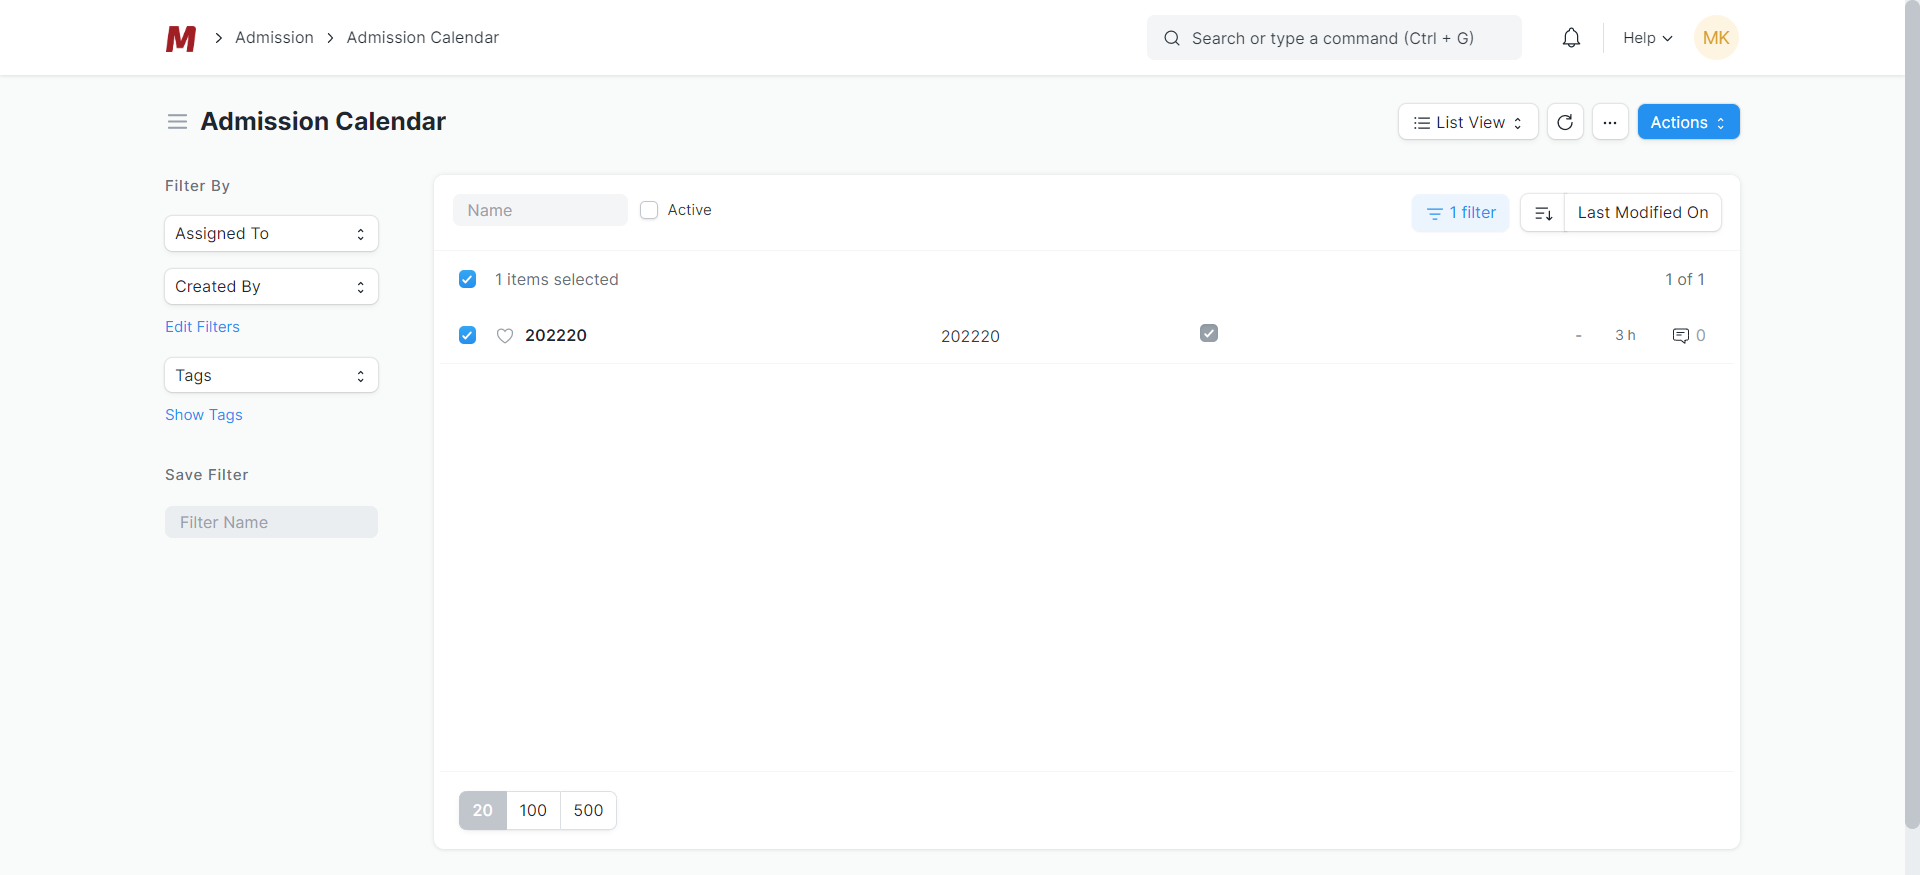 M Admission Admission Calendar Search or type a command (Ctrl + G) Help MK
Admission Calendar List View ... Actions
Filter By
Assigned To
Created By
Edit Filters
Tags
Show Tags
Save Filter
Filter Name
Name Active 1 filter Last Modified On
1 items selected 1 of 1
202220 202220 - 3 h 0
20 100 500